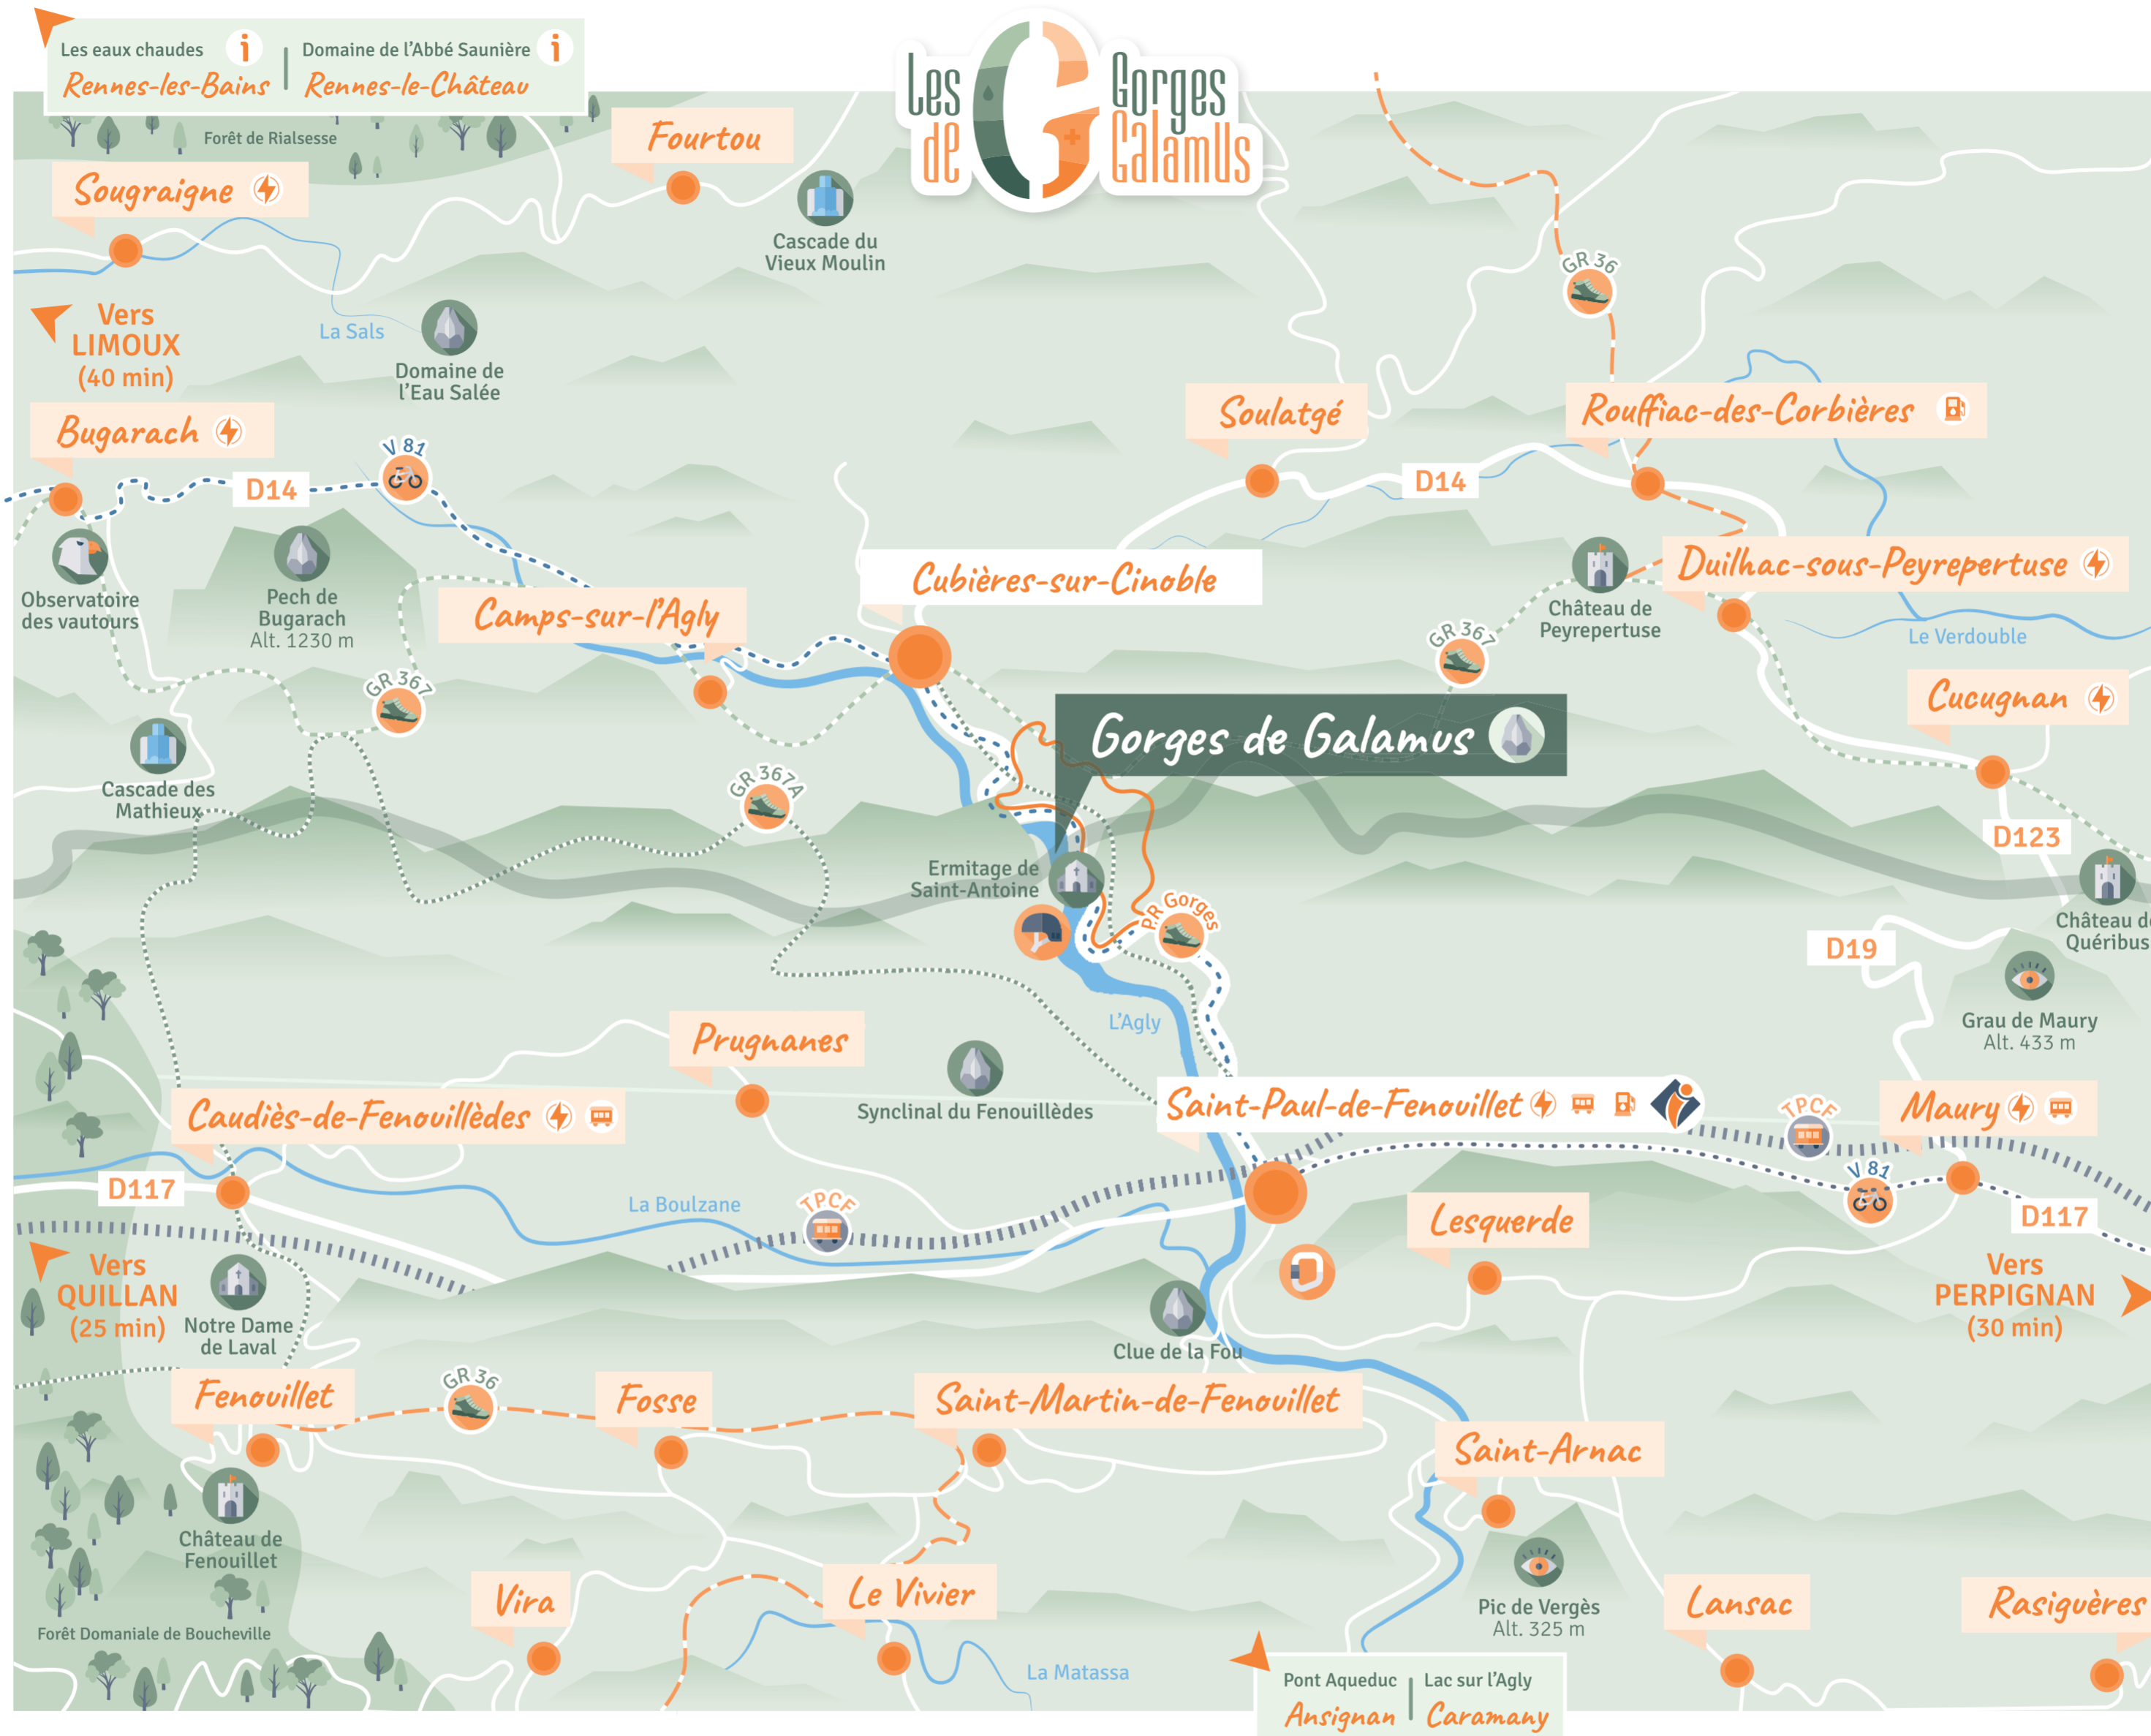 Les eaux chaudes
Rennes-les-Bains
Domaine de l'Abbé Saunière
Rennes-le-Château
Les Gorges
de Galamus
Forêt de Rialsesse
Fourtou
Sougraigne
Cascade du
Vieux Moulin
GR 36
Vers
LIMOUX
(40 min)
La Sals
Domaine de
l'Eau Salée
Soulatgé
Rouffiac-des-Corbières
Bugarach
V 81
D14
D14
Observatoire
des vautours
Pech de
Bugarach
Alt. 1230 m
Camps-sur-l'Agly
Cubières-sur-Cinoble
Duilhac-sous-Peyrepertuse
Château de
Peyrepertuse
Le Verdouble
GR 367
GR 367
Cucugnan
Gorges de Galamus
Cascade des
Mathieux
GR 367A
D123
Ermitage de
Saint-Antoine
P.R Gorges
Château de
Quéribus
D19
Grau de Maury
Alt. 433 m
L'Agly
Prugnanes
Synclinal du Fenouillèdes
Caudiès-de-Fenouillèdes
Saint-Paul-de-Fenouillet
TPCF
Maury
D117
La Boulzane
TPCF
V 81
D117
Lesquerde
Vers
QUILLAN
(25 min)
Notre Dame
de Laval
Vers
PERPIGNAN
(30 min)
Clue de la Fou
Fenouillet
GR 36
Fosse
Saint-Martin-de-Fenouillet
Saint-Arnac
Château de
Fenouillet
Vira
Le Vivier
Pic de Vergès
Alt. 325 m
Lansac
Rasiguères
Forêt Domaniale de Boucheville
La Matassa
Pont Aqueduc
Ansignan
Lac sur l'Agly
Caramany